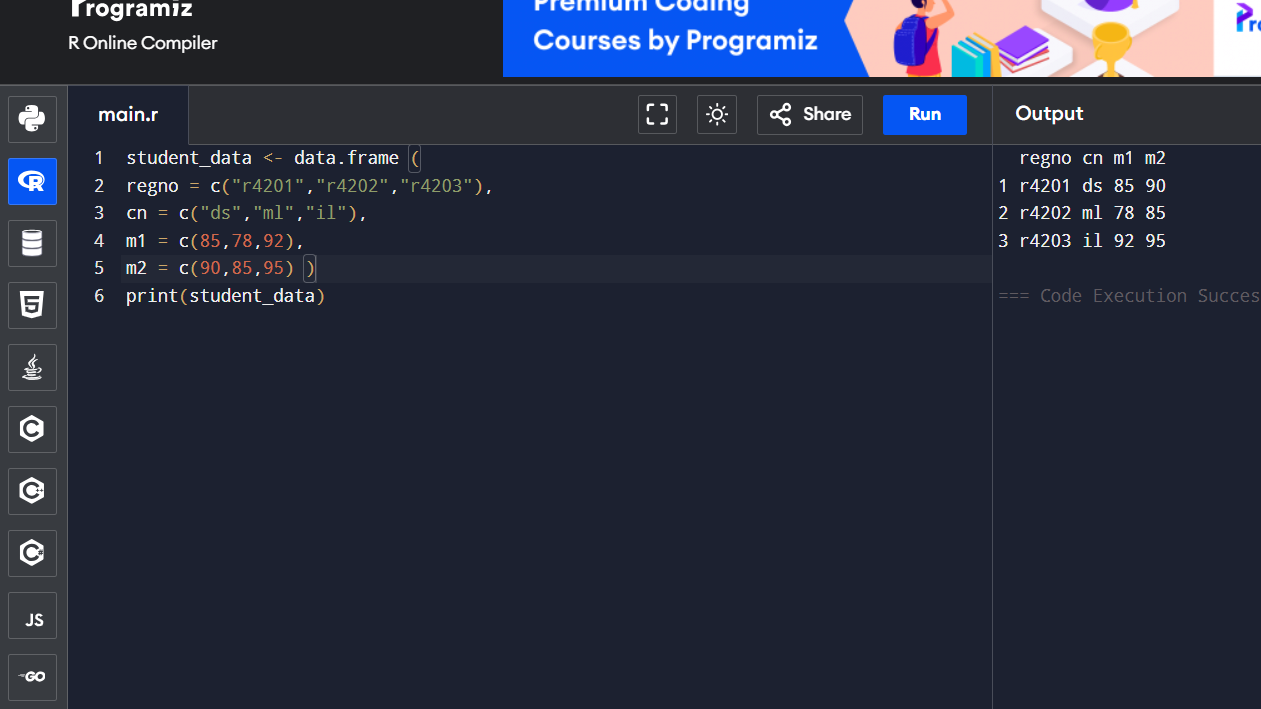 Programiz
R Online Compiler
Premium Coding
Courses by Programiz
main.r
Share
Run
Output
1 student_data <- data.frame (
2 regno = c("r4201","r4202","r4203"),
3 cn = c("ds","ml","il"),
4 m1 = c(85,78,92),
5 m2 = c(90,85,95) )
6 print(student_data)
regno cn m1 m2
1 r4201 ds 85 90
2 r4202 ml 78 85
3 r4203 il 92 95
=== Code Execution Succes
R
5
C
C++
C#
JS
GO